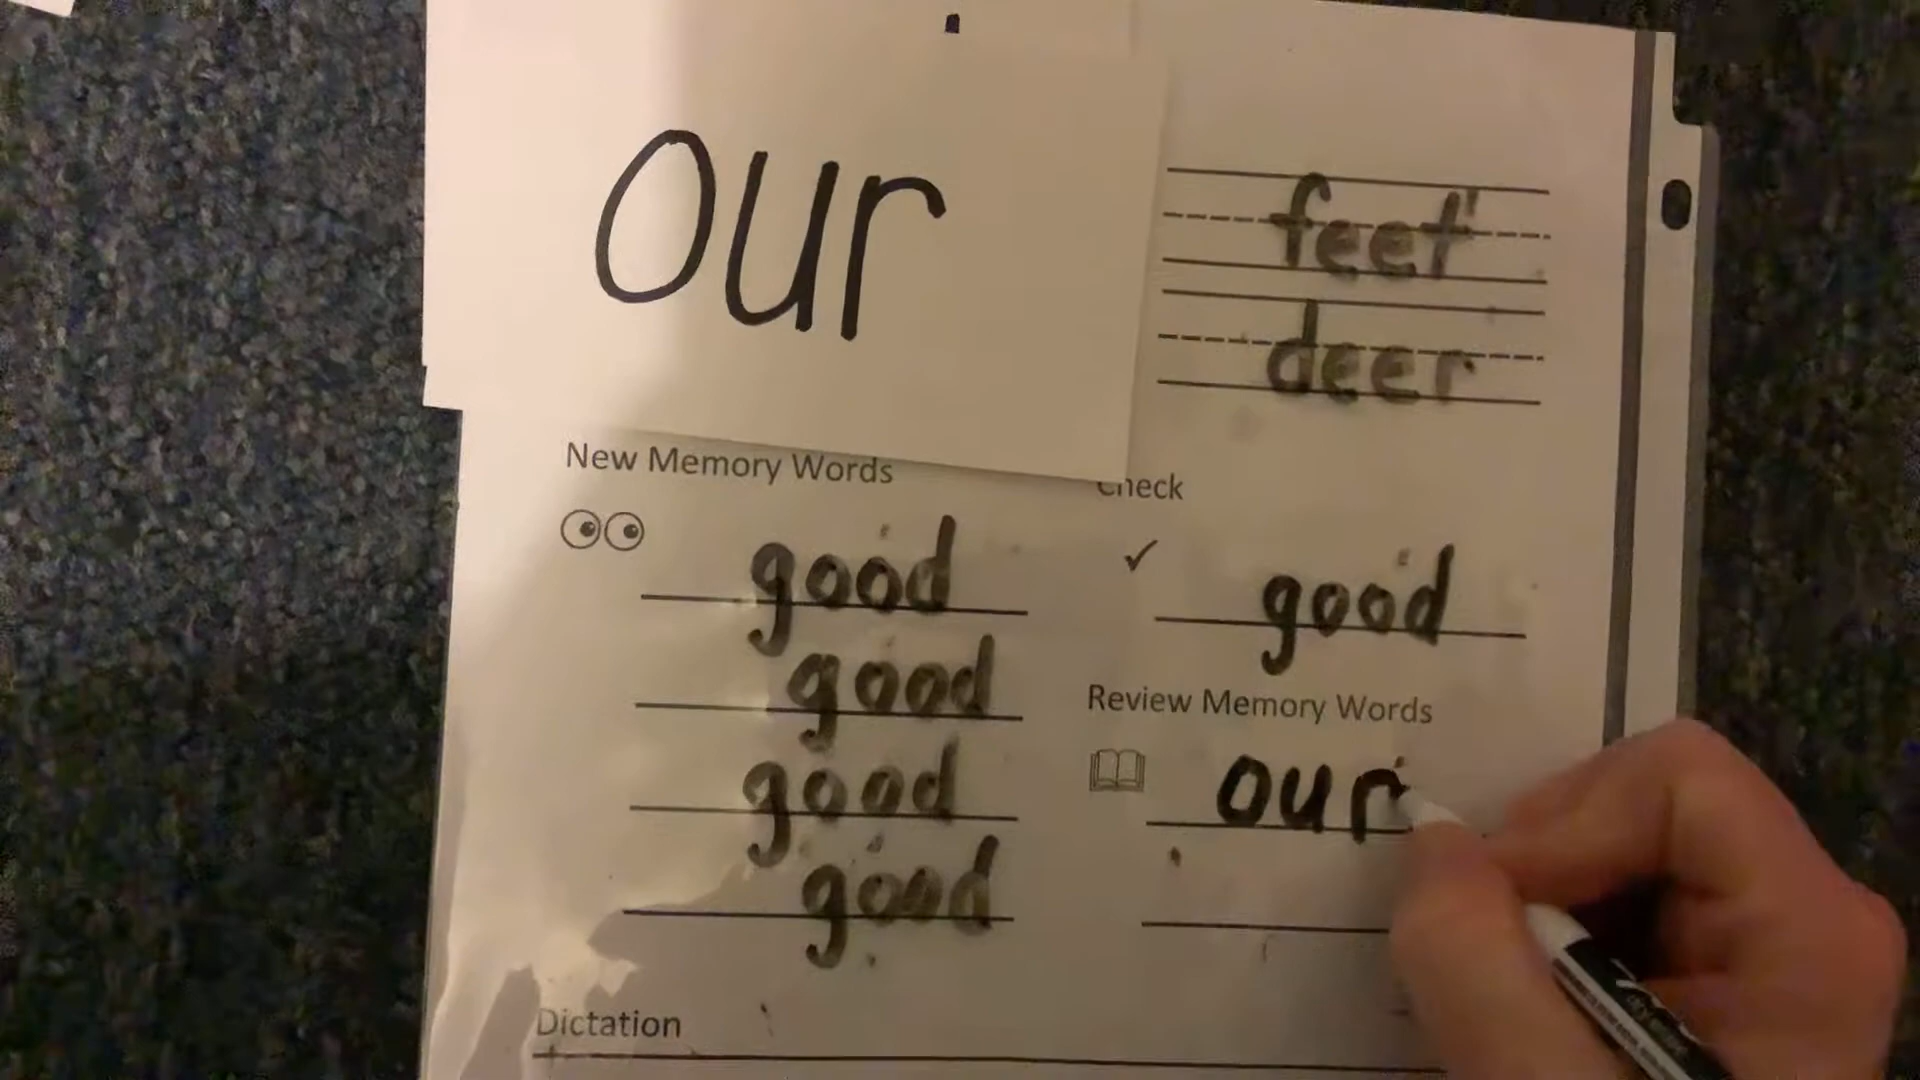 our
feet
deer
New Memory Words
Check
good
good
good
good
good
Review Memory Words
our
Dictation